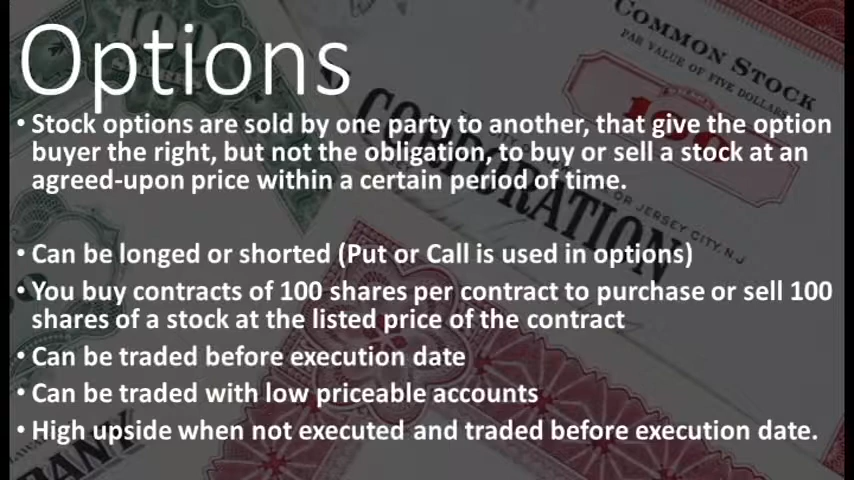 Options
• Stock options are sold by one party to another, that give the option
buyer the right, but not the obligation, to buy or sell a stock at an
agreed-upon price within a certain period of time.
• Can be longed or shorted (Put or Call is used in options)
• You buy contracts of 100 shares per contract to purchase or sell 100
shares of a stock at the listed price of the contract
• Can be traded before execution date
• Can be traded with low priceable accounts
• High upside when not executed and traded before execution date.
COMMON STOCK
PAR VALUE OF FIVE DOLLARS
100
CORPORATION
OR JERSEY CITY, N.J